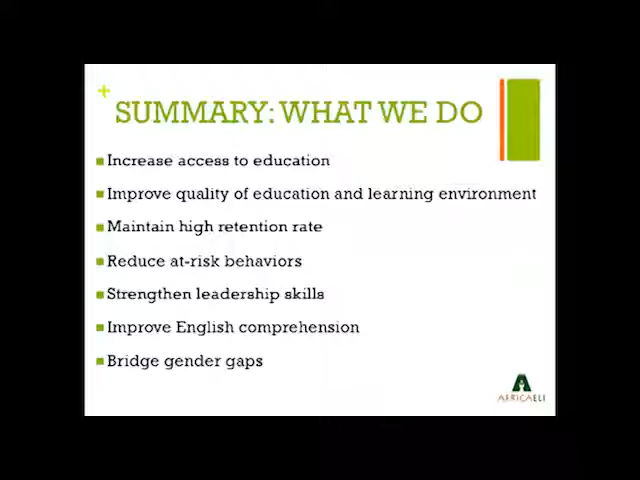 +
SUMMARY: WHAT WE DO
Increase access to education
Improve quality of education and learning environment
Maintain high retention rate
Reduce at-risk behaviors
Strengthen leadership skills
Improve English comprehension
Bridge gender gaps
AFRICAELI